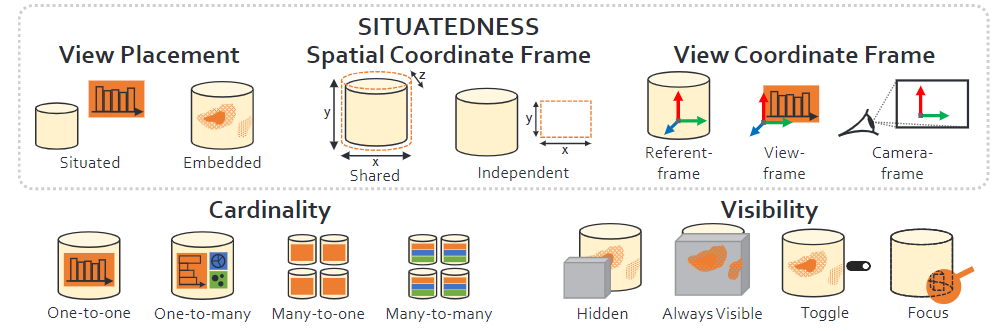 SITUATEDNESS
View Placement
Spatial Coordinate Frame
View Coordinate Frame
z
y
x
y
x
Situated
Embedded
Shared
Independent
Referent-
frame
View-
frame
Camera-
frame
Cardinality
Visibility
One-to-one
One-to-many
Many-to-one
Many-to-many
Hidden
Always Visible
Toggle
Focus